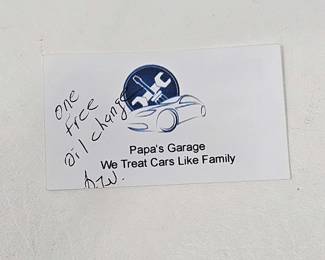 one
free
oil change
Papa's Garage
We Treat Cars Like Family